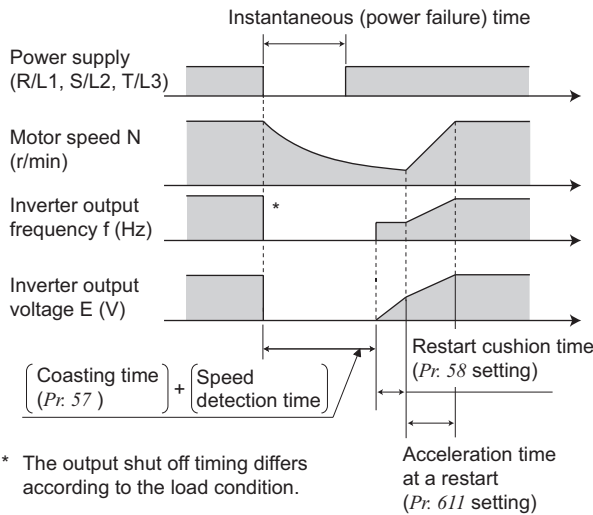 Instantaneous (power failure) time
Power supply
(R/L1, S/L2, T/L3)
Motor speed N
(r/min)
Inverter output
frequency f (Hz)
*
Inverter output
voltage E (V)
Coasting time
(Pr. 57 )
+
Speed
detection time
Restart cushion time
(Pr. 58 setting)
Acceleration time
at a restart
(Pr. 611 setting)
* The output shut off timing differs
according to the load condition.